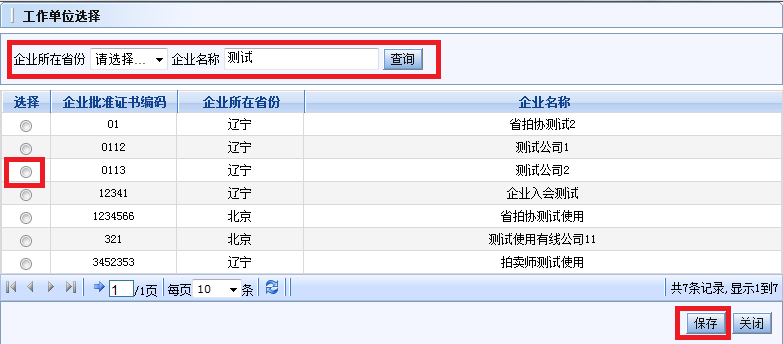 工作单位选择
企业所在省份 请选择... 企业名称 测试 查询
选择 企业批准证书编码 企业所在省份 企业名称
01 辽宁 省拍协测试2
0112 辽宁 测试公司1
0113 辽宁 测试公司2
12341 辽宁 企业入会测试
1234566 北京 省拍协测试使用
321 北京 测试使用有线公司11
3452353 辽宁 拍卖师测试使用
1 /1页 每页 10 条 共7条记录, 显示1到7
保存 关闭